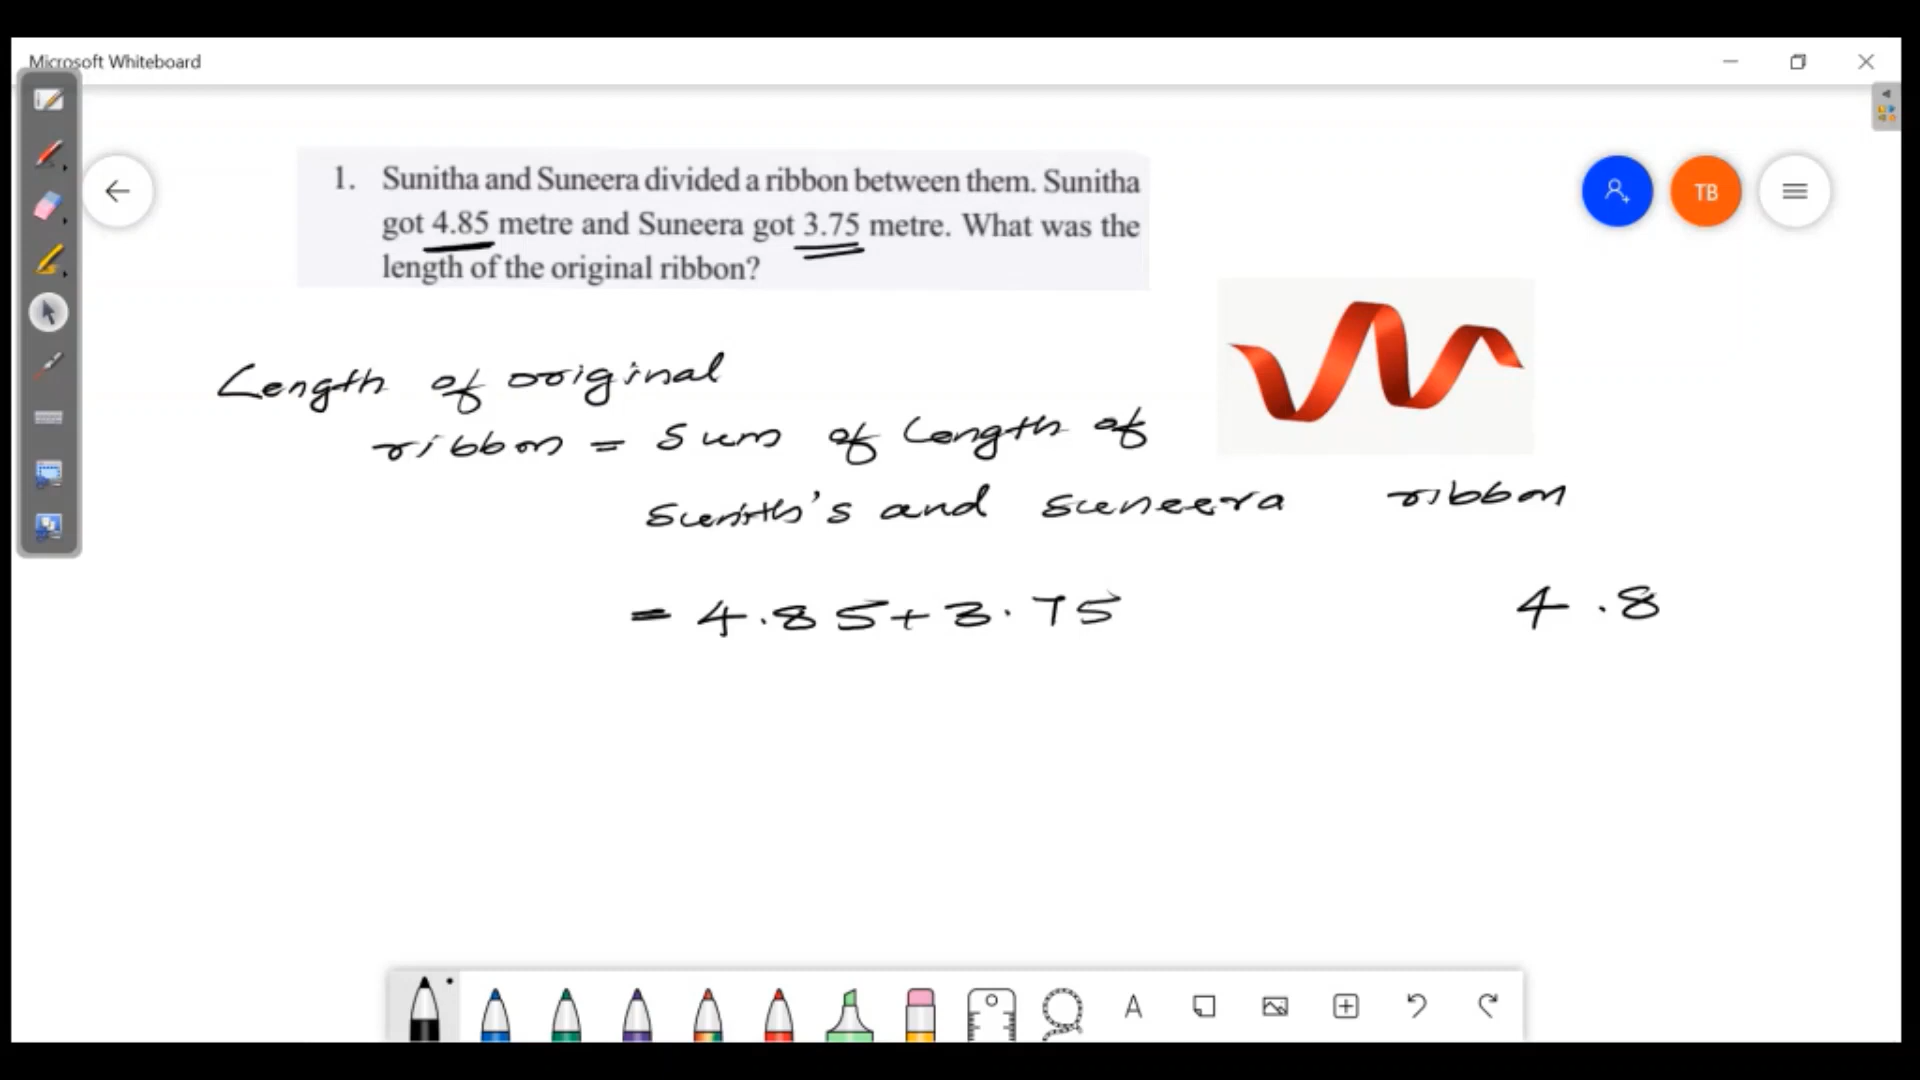 Microsoft Whiteboard
1. Sunitha and Suneera divided a ribbon between them. Sunitha
got 4.85 metre and Suneera got 3.75 metre. What was the
length of the original ribbon?
TB
Length of original
ribbon = Sum of length of
Sunith's and suneera ribbon
= 4.85+3.75
4.8
A